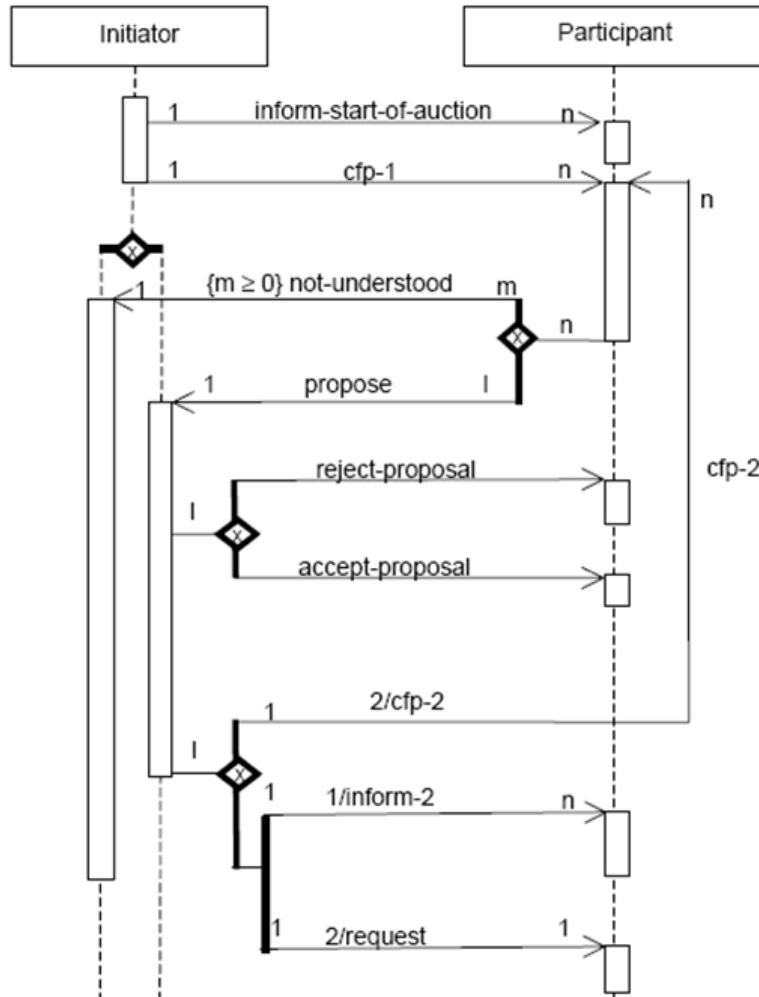 Initiator
Participant
1 inform-start-of-auction n
1 cfp-1 n
n
X
1 {m ≥ 0} not-understood m
X n
1 propose l
cfp-2
reject-proposal
l X
accept-proposal
1 2/cfp-2
l X
1 1/inform-2 n
1 2/request 1